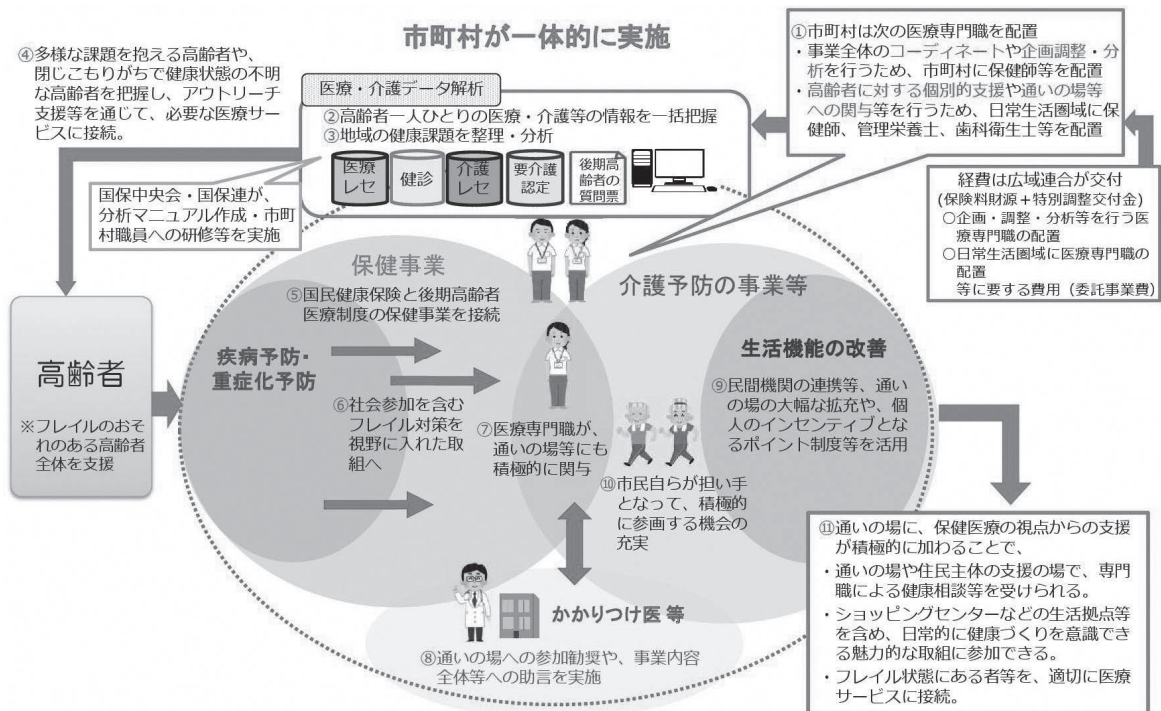 市町村が一体的に実施
④多様な課題を抱える高齢者や、
閉じこもりがちで健康状態の不明
な高齢者を把握し、アウトリーチ
支援等を通じて、必要な医療サー
ビスに接続。
医療・介護データ解析
②高齢者一人ひとりの医療・介護等の情報を一括把握
③地域の健康課題を整理・分析
医療
レセ
健診
介護
レセ
要介護
認定
後期高
齢者の
質問票
①市町村は次の医療専門職を配置
・事業全体のコーディネートや企画調整・分
析を行うため、市町村に保健師等を配置
・高齢者に対する個別的支援や通いの場等
への関与等を行うため、日常生活圏域に保
健師、管理栄養士、歯科衛生士等を配置
経費は広域連合が交付
(保険料財源＋特別調整交付金)
○企画・調整・分析等を行う医
療専門職の配置
○日常生活圏域に医療専門職の
配置
等に要する費用（委託事業費）
国保中央会・国保連が、
分析マニュアル作成・市町
村職員への研修等を実施
高齢者
※フレイルのおそ
れのある高齢者
全体を支援
保健事業
⑤国民健康保険と後期高齢者
医療制度の保健事業を接続
疾病予防・
重症化予防
⑥社会参加を含む
フレイル対策を
視野に入れた取
組へ
⑦医療専門職が、
通いの場等にも
積極的に関与
介護予防の事業等
生活機能の改善
⑨民間機関の連携等、通い
の場の大幅な拡充や、個
人のインセンティブとな
るポイント制度等を活用
⑩市民自らが担い手
となって、積極的
に参画する機会の
充実
かかりつけ医 等
⑧通いの場への参加勧奨や、事業内容
全体等への助言を実施
⑪通いの場に、保健医療の視点からの支援
が積極的に加わることで、
・通いの場や住民主体の支援の場で、専門
職による健康相談等を受けられる。
・ショッピングセンターなどの生活拠点等
を含め、日常的に健康づくりを意識できる
魅力的な取組に参加できる。
・フレイル状態にある者等を、適切に医療
サービスに接続。